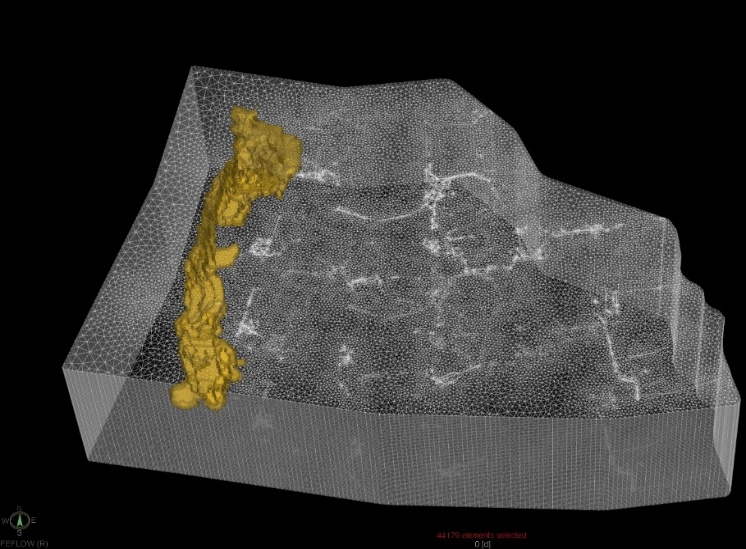 N
W E
S
FEFLOW (R)
44179 elements selected
0 [d]